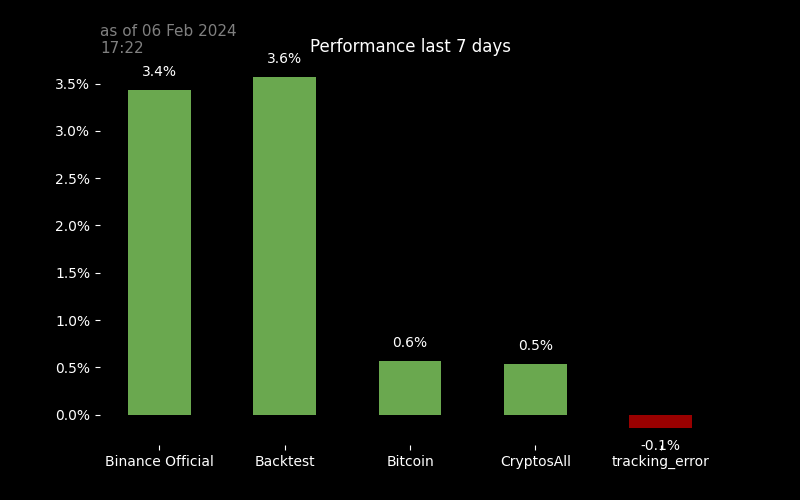 as of 06 Feb 2024
17:22
Performance last 7 days
3.4%
3.6%
0.6%
0.5%
-0.1%
3.5%
3.0%
2.5%
2.0%
1.5%
1.0%
0.5%
0.0%
Binance Official
Backtest
Bitcoin
CryptosAll
tracking_error